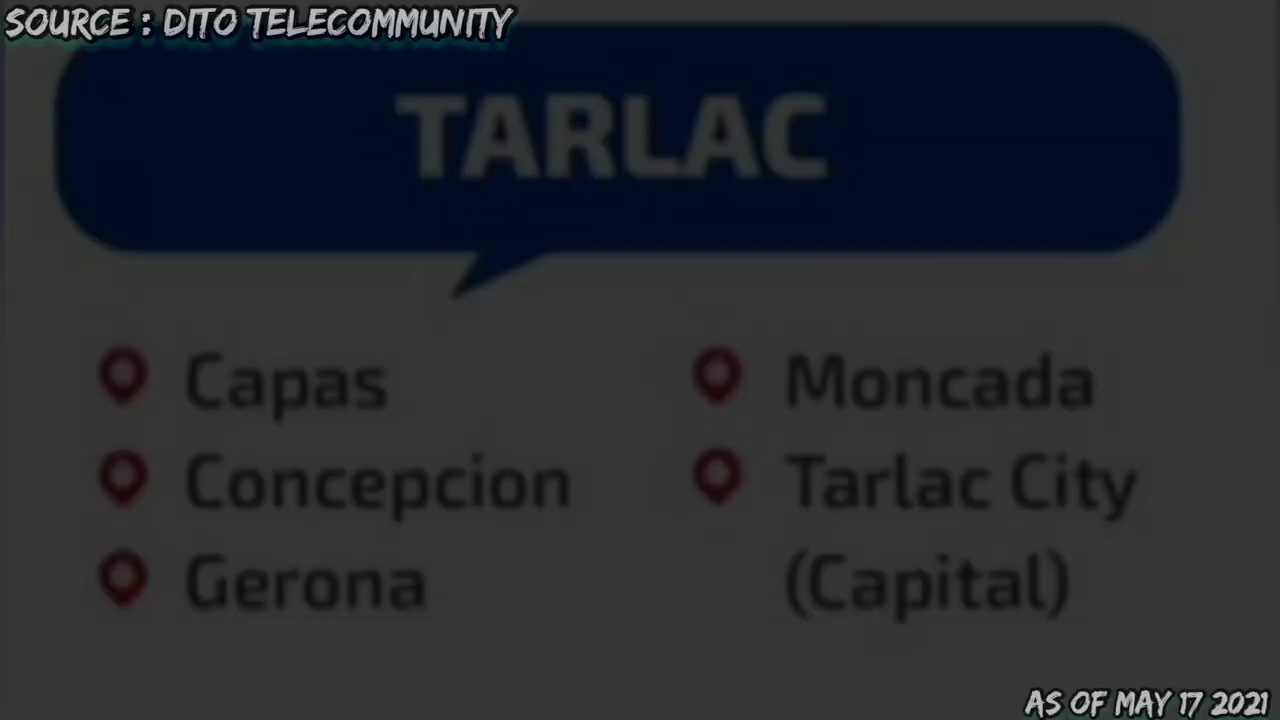 SOURCE : DITO TELECOMMUNITY
TARLAC
Capas
Concepcion
Gerona
Moncada
Tarlac City
(Capital)
AS OF MAY 17 2021